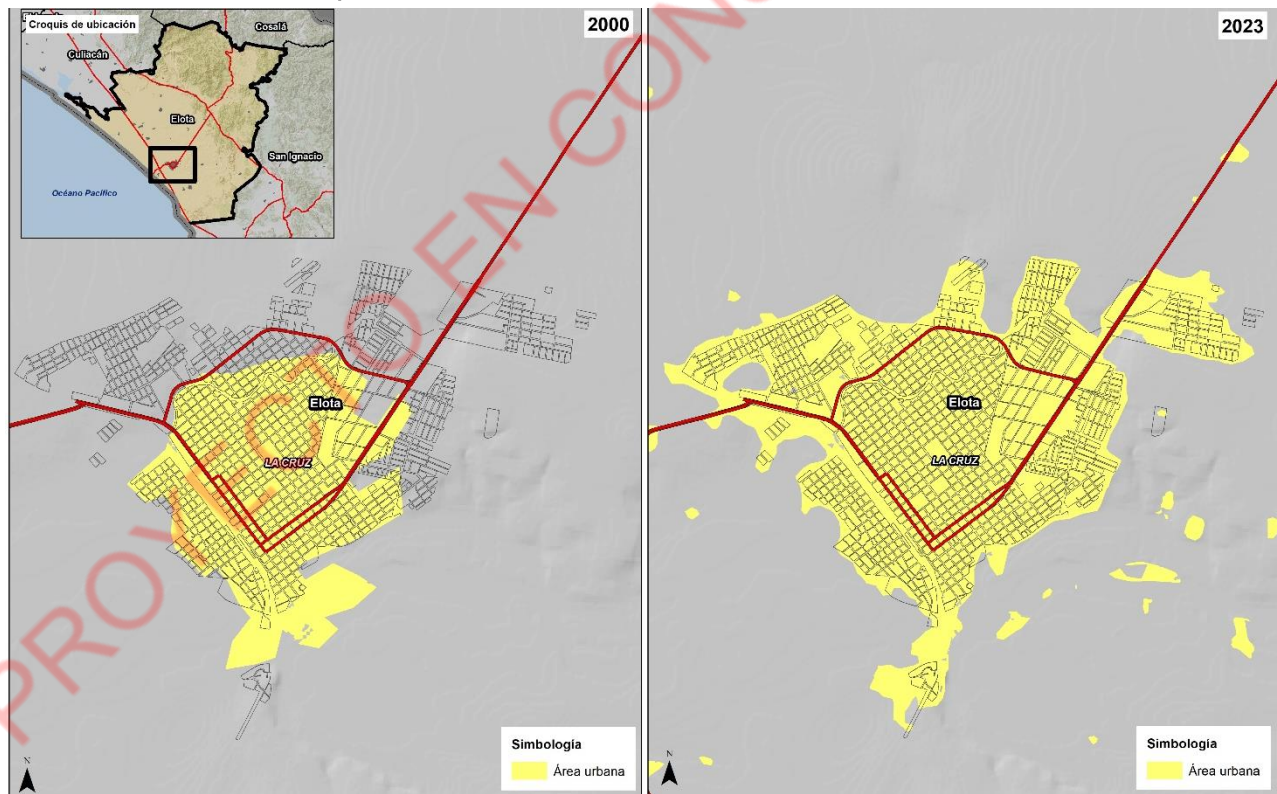 Croquis de ubicación
Cosalá
Culiacán
Elota
San Ignacio
Océano Pacífico
2000
Elota
LA CRUZ
N
Simbología
Área urbana
2023
Elota
LA CRUZ
N
Simbología
Área urbana
PROYECTO EN CON